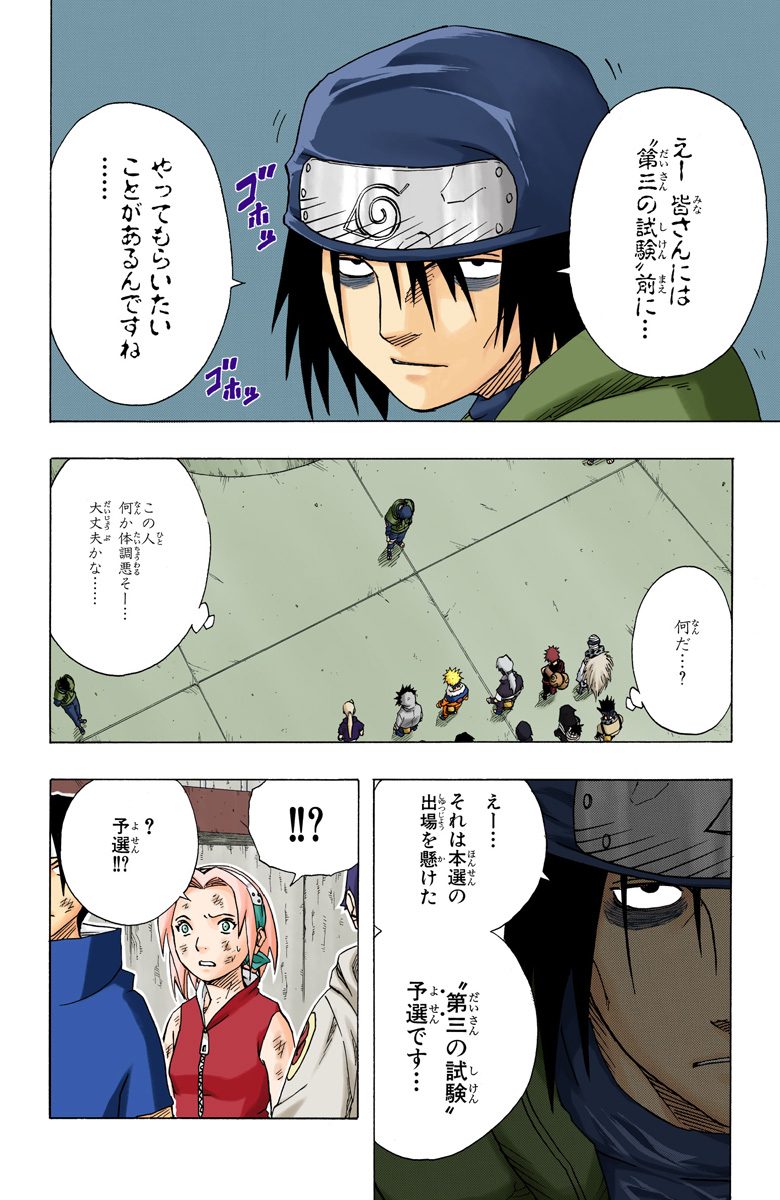 えー皆さんには
〝第三の試験〟前に…
ゴホッ
やってもらいたい
ことがあるんですね
……
ゴホッ
何だ…?
この人
何か体調悪そー…
大丈夫かな……
えー…
それは本選の
出場を懸けた
〝第三の試験〟
予選です…
!!?
?
予選
!!?